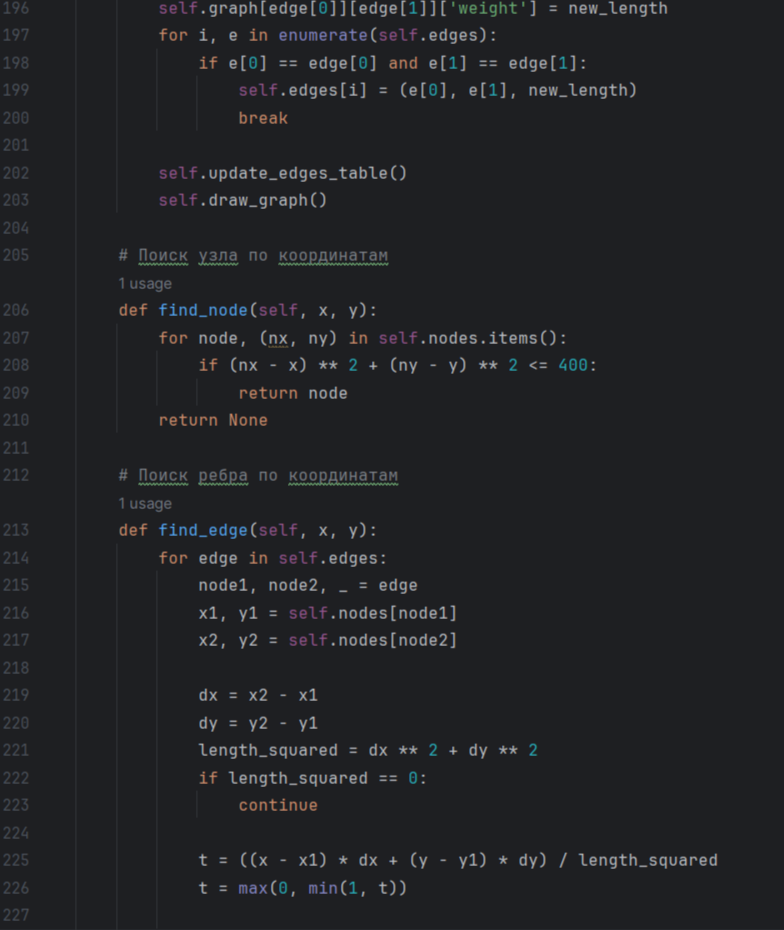 196 self.graph[edge[0]][edge[1]]['weight'] = new_length
197 for i, e in enumerate(self.edges):
198 if e[0] == edge[0] and e[1] == edge[1]:
199 self.edges[i] = (e[0], e[1], new_length)
200 break
201
202 self.update_edges_table()
203 self.draw_graph()
204
205 # Поиск узла по координатам
1 usage
206 def find_node(self, x, y):
207 for node, (nx, ny) in self.nodes.items():
208 if (nx - x) ** 2 + (ny - y) ** 2 <= 400:
209 return node
210 return None
211
212 # Поиск ребра по координатам
1 usage
213 def find_edge(self, x, y):
214 for edge in self.edges:
215 node1, node2, _ = edge
216 x1, y1 = self.nodes[node1]
217 x2, y2 = self.nodes[node2]
218
219 dx = x2 - x1
220 dy = y2 - y1
221 length_squared = dx ** 2 + dy ** 2
222 if length_squared == 0:
223 continue
224
225 t = ((x - x1) * dx + (y - y1) * dy) / length_squared
226 t = max(0, min(1, t))
227